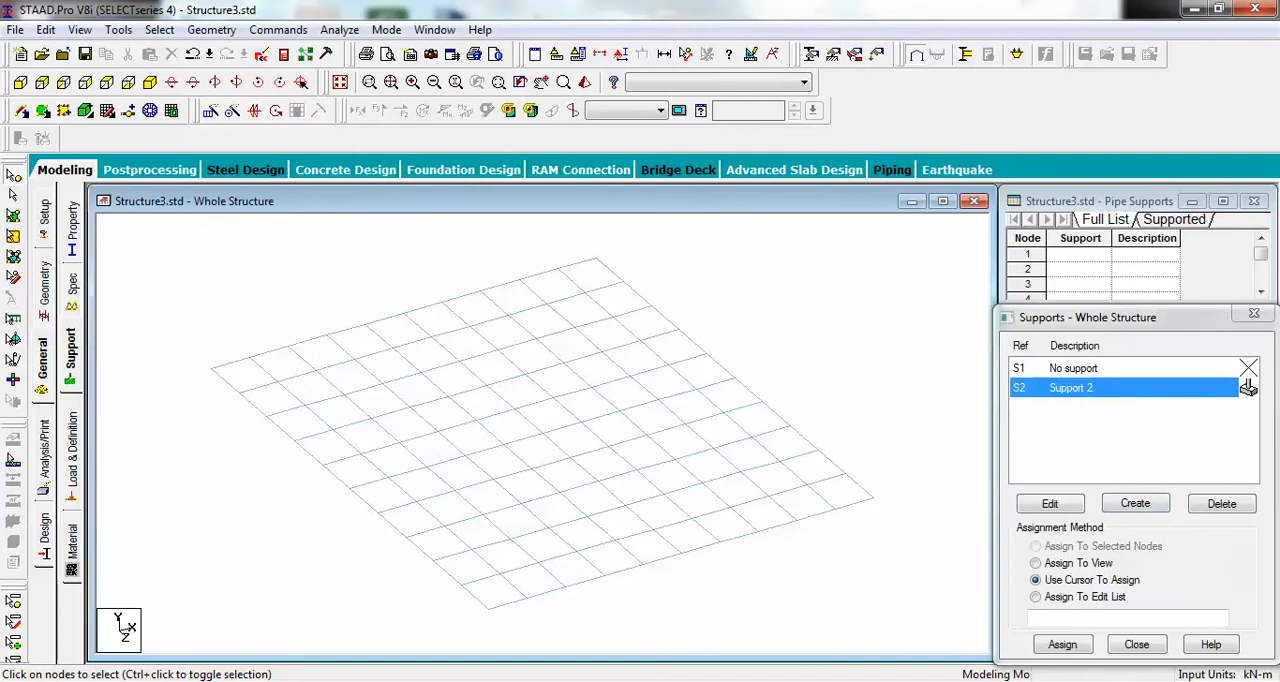 STAAD.Pro V8i (SELECTseries 4) - Structure3.std
File Edit View Tools Select Geometry Commands Analyze Mode Window Help
Modeling Postprocessing Steel Design Concrete Design Foundation Design RAM Connection Bridge Deck Advanced Slab Design Piping Earthquake
Structure3.std - Whole Structure
Structure3.std - Pipe Supports
Full List Supported
Node Support Description
1
2
3
4
Setup
Geometry
General
Analysis/Print
Design
Property
Spec
Support
Load & Definition
Material
Supports - Whole Structure
Ref Description
S1 No support
S2 Support 2
Edit Create Delete
Assignment Method
Assign To Selected Nodes
Assign To View
Use Cursor To Assign
Assign To Edit List
Assign Close Help
Y
X
Z
Click on nodes to select (Ctrl+click to toggle selection)
Modeling Mo
Input Units: kN-m